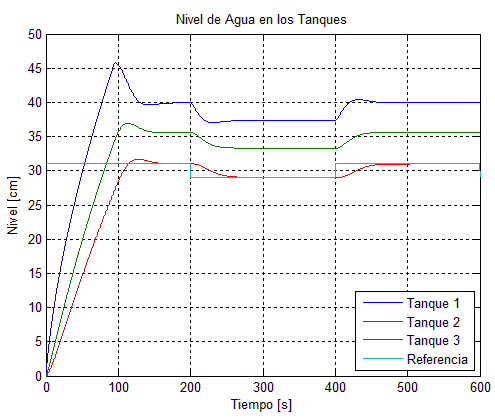 Nivel de Agua en los Tanques
50
45
40
35
30
25
20
15
10
5
0
Nivel [cm]
0 100 200 300 400 500 600
Tiempo [s]
Tanque 1
Tanque 2
Tanque 3
Referencia